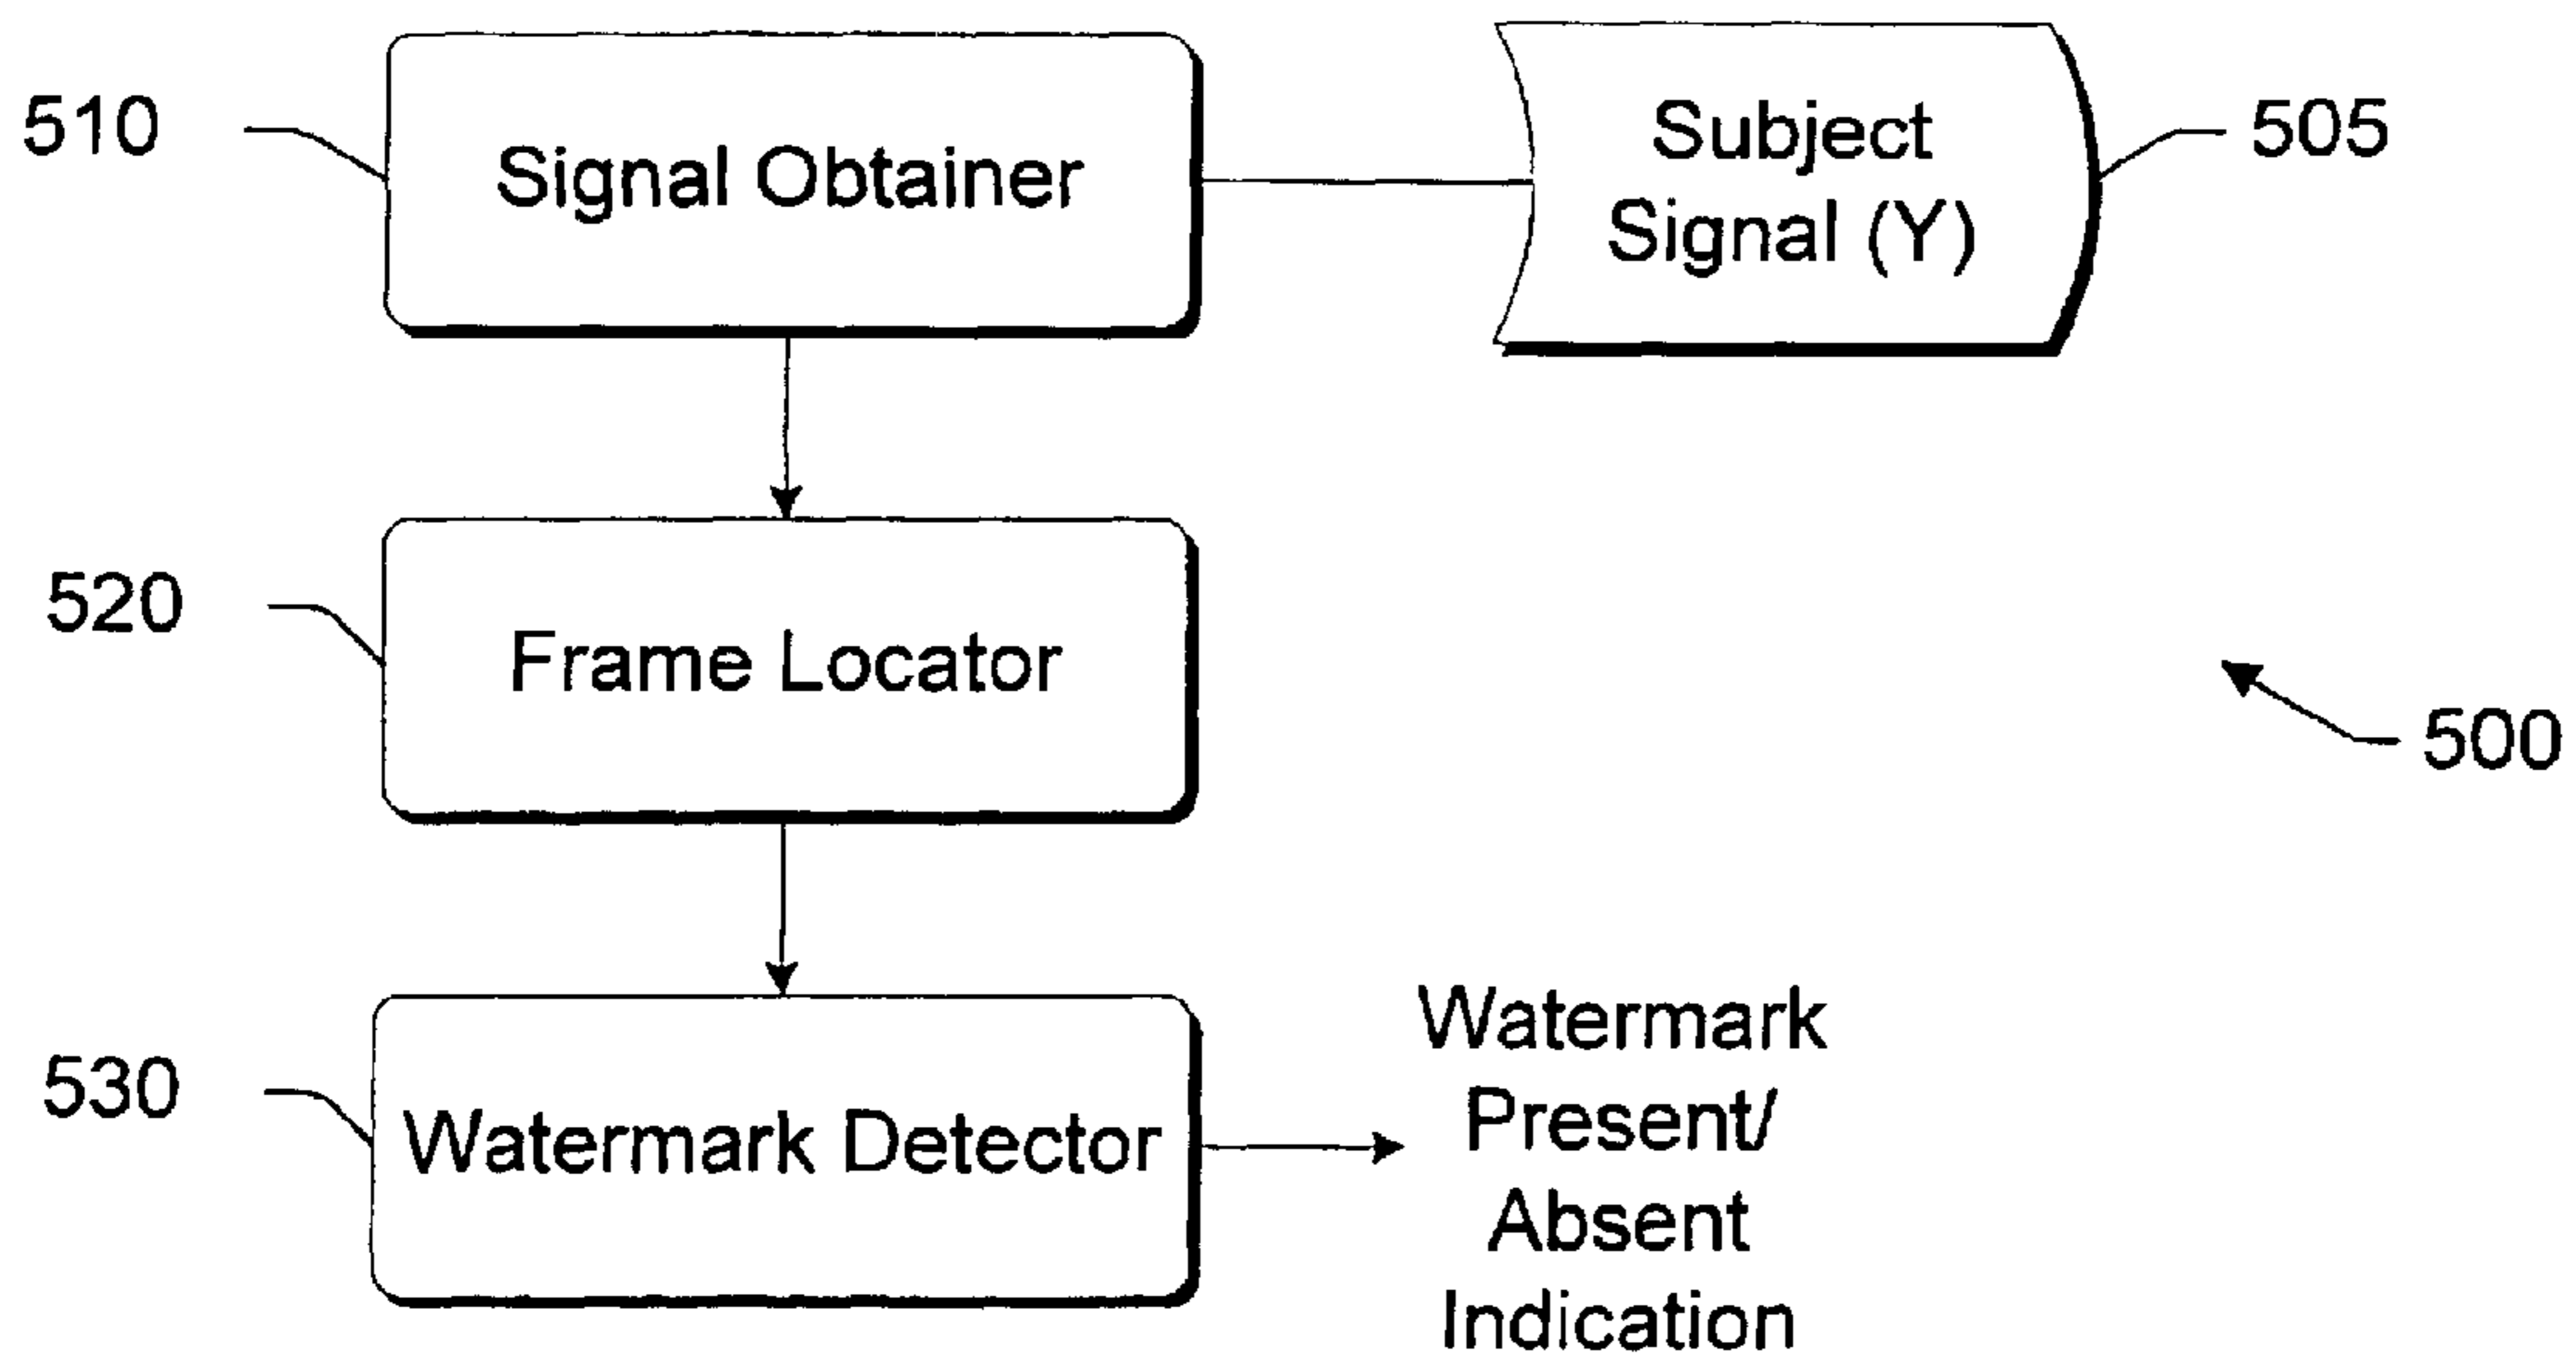 510
Signal Obtainer
Subject
Signal (Y)
505
520
Frame Locator
500
530
Watermark Detector
Watermark
Present/
Absent
Indication